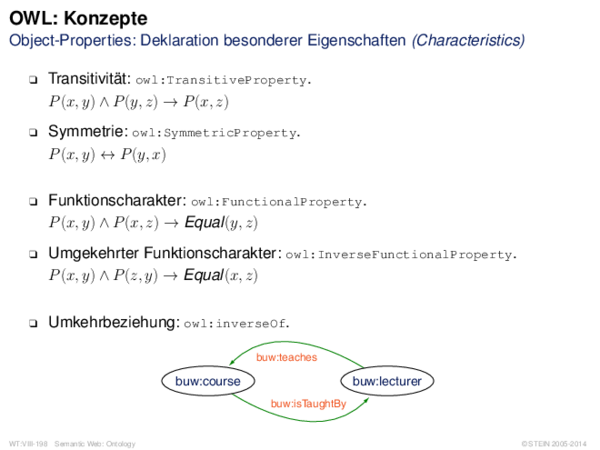 OWL: Konzepte
Object-Properties: Deklaration besonderer Eigenschaften (Characteristics)
❑ Transitivität: owl:TransitiveProperty.
P(x, y) ∧ P(y, z) → P(x, z)
❑ Symmetrie: owl:SymmetricProperty.
P(x, y) ↔ P(y, x)
❑ Funktionscharakter: owl:FunctionalProperty.
P(x, y) ∧ P(x, z) → Equal(y, z)
❑ Umgekehrter Funktionscharakter: owl:InverseFunctionalProperty.
P(x, y) ∧ P(z, y) → Equal(x, z)
❑ Umkehrbeziehung: owl:inverseOf.
buw:teaches
buw:course buw:lecturer
buw:isTaughtBy
WT:VIII-198 Semantic Web: Ontology © STEIN 2005-2014